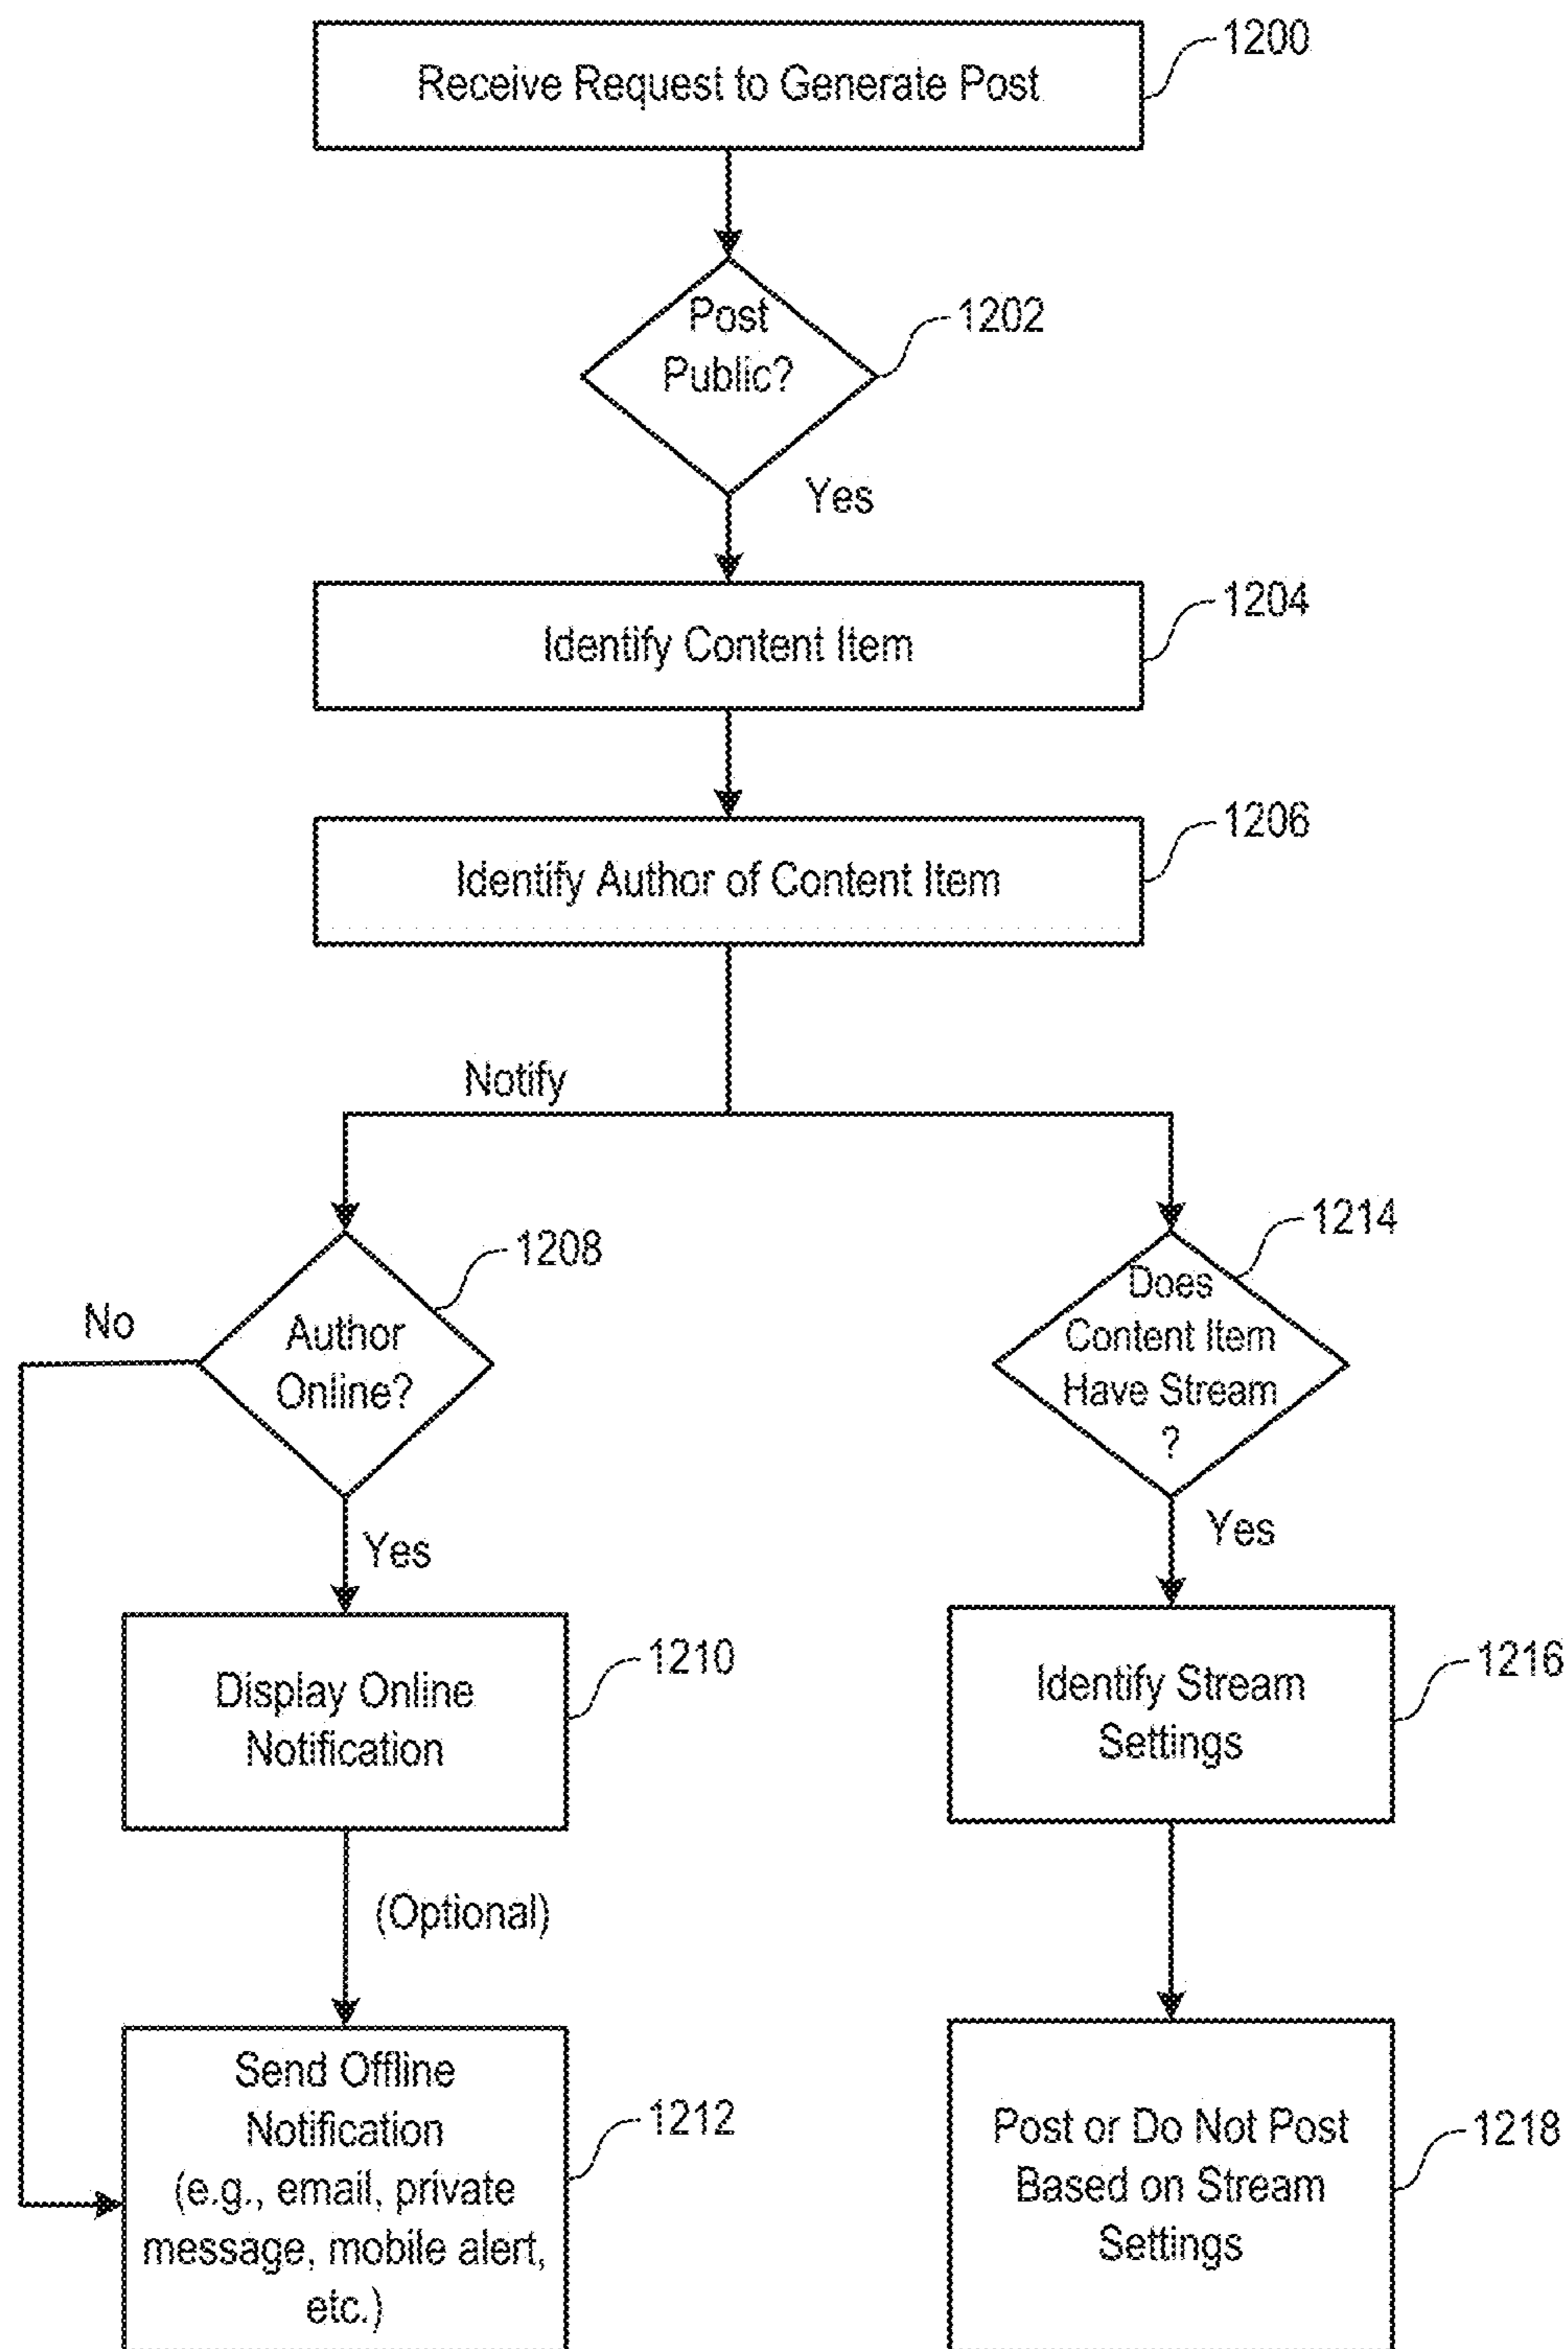 Receive Request to Generate Post
1200
Post
Public?
1202
Yes
Identify Content Item
1204
Identify Author of Content Item
1206
Notify
Author
Online?
1208
No
Yes
Display Online
Notification
1210
(Optional)
Send Offline
Notification
(e.g., email, private
message, mobile alert,
etc.)
1212
Does
Content Item
Have Stream
?
1214
Yes
Identify Stream
Settings
1216
Post or Do Not Post
Based on Stream
Settings
1218